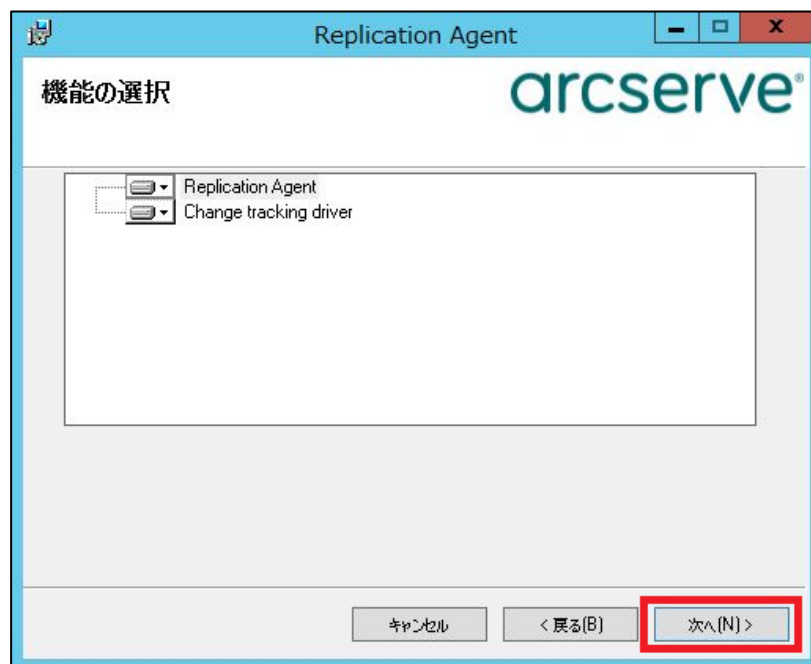 Replication Agent
機能の選択
arcserve®
Replication Agent
Change tracking driver
キャンセル
< 戻る(B)
次へ(N) >